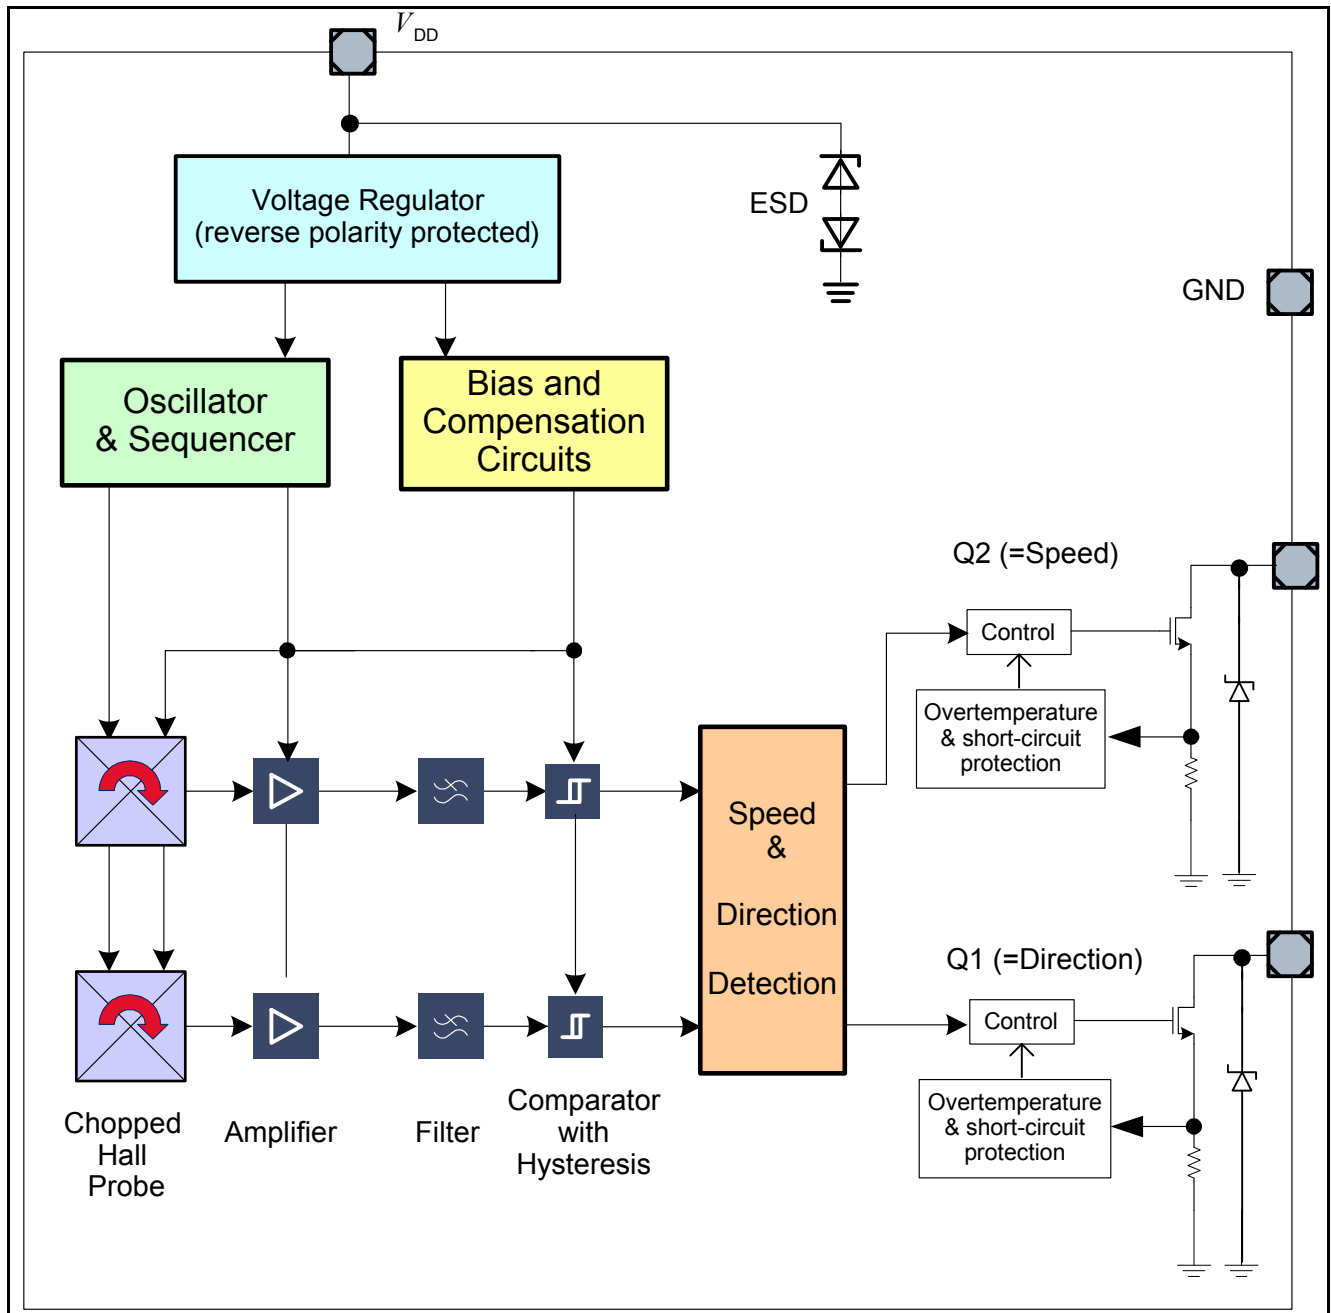 VDD
Voltage Regulator
(reverse polarity protected)
ESD
GND
Oscillator
& Sequencer
Bias and
Compensation
Circuits
Q2 (=Speed)
Control
Overtemperature
& short-circuit
protection
Speed
&
Direction
Detection
Q1 (=Direction)
Control
Overtemperature
& short-circuit
protection
Chopped
Hall
Probe
Amplifier
Filter
Comparator
with
Hysteresis